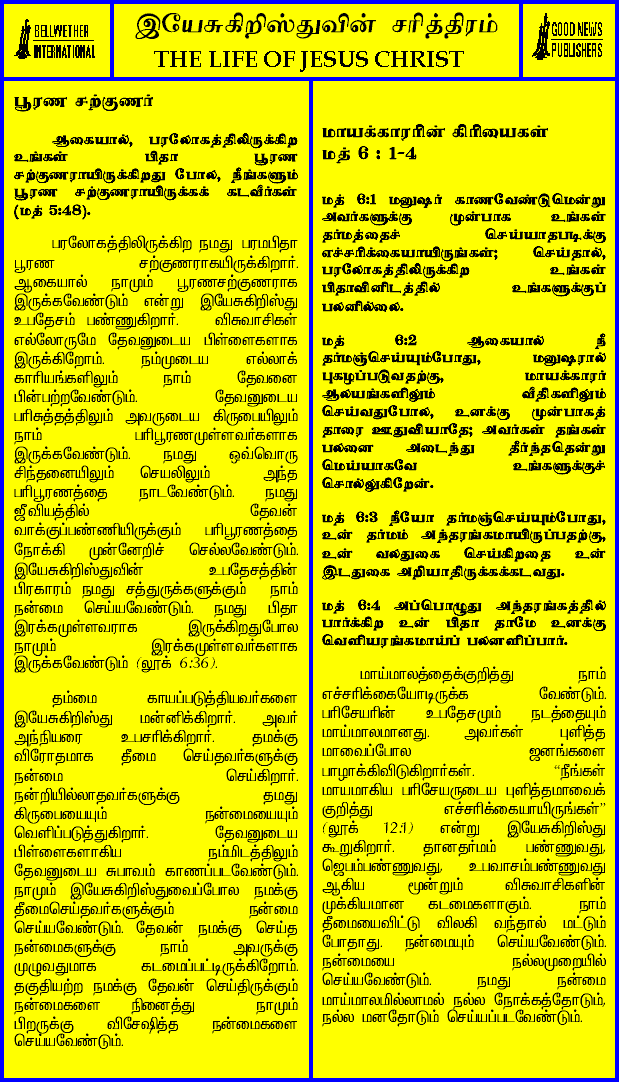 BELLWETHER
INTERNATIONAL
இயேசுகிறிஸ்துவின் சரித்திரம்
THE LIFE OF JESUS CHRIST
GOOD NEWS
PUBLISHERS
பூரண சற்குணர்
ஆகையால், பரலோகத்திலிருக்கிற
உங்கள் பிதா பூரண
சற்குணராயிருக்கிறது போல, நீங்களும்
பூரண சற்குணராயிருக்கக் கடவீர்கள்
(மத் 5:48).
பரலோகத்திலிருக்கிற நமது பரமபிதா
பூரண சற்குணராகயிருக்கிறார்.
ஆகையால் நாமும் பூரணசற்குணராக
இருக்கவேண்டும் என்று இயேசுகிறிஸ்து
உபதேசம் பண்ணுகிறார். விசுவாசிகள்
எல்லோருமே தேவனுடைய பிள்ளைகளாக
இருக்கிறோம். நம்முடைய எல்லாக்
காரியங்களிலும் நாம் தேவனை
பின்பற்றவேண்டும். தேவனுடைய
பரிசுத்தத்திலும் அவருடைய கிருபையிலும்
நாம் பரிபூரணமுள்ளவர்களாக
இருக்கவேண்டும். நமது ஒவ்வொரு
சிந்தனையிலும் செயலிலும் அந்த
பரிபூரணத்தை நாடவேண்டும். நமது
ஜீவியத்தில் தேவன்
வாக்குப்பண்ணியிருக்கும் பரிபூரணத்தை
நோக்கி முன்னேறிச் செல்லவேண்டும்.
இயேசுகிறிஸ்துவின் உபதேசத்தின்
பிரகாரம் நமது சத்துருக்களுக்கும் நாம்
நன்மை செய்யவேண்டும். நமது பிதா
இரக்கமுள்ளவராக இருக்கிறதுபோல
நாமும் இரக்கமுள்ளவர்களாக
இருக்கவேண்டும் (லூக் 6:36).
தம்மை காயப்படுத்தியவர்களை
இயேசுகிறிஸ்து மன்னிக்கிறார். அவர்
அந்நியரை உபசரிக்கிறார். தமக்கு
விரோதமாக தீமை செய்தவர்களுக்கு
நன்மை செய்கிறார்.
நன்றியில்லாதவர்களுக்கு தமது
கிருபையையும் நன்மையையும்
வெளிப்படுத்துகிறார். தேவனுடைய
பிள்ளைகளாகிய நம்மிடத்திலும்
தேவனுடைய சுபாவம் காணப்படவேண்டும்.
நாமும் இயேசுகிறிஸ்துவைப்போல நமக்கு
தீமைசெய்தவர்களுக்கும் நன்மை
செய்யவேண்டும். தேவன் நமக்கு செய்த
நன்மைகளுக்கு நாம் அவருக்கு
முழுவதுமாக கடமைப்பட்டிருக்கிறோம்.
தகுதியற்ற நமக்கு தேவன் செய்திருக்கும்
நன்மைகளை நினைத்து நாமும்
பிறருக்கு விசேஷித்த நன்மைகளை
செய்யவேண்டும்.
மாயக்காரரின் கிரியைகள்
மத் 6 : 1-4
மத் 6:1 மனுஷர் காணவேண்டுமென்று
அவர்களுக்கு முன்பாக உங்கள்
தர்மத்தைச் செய்யாதபடிக்கு
எச்சரிக்கையாயிருங்கள்; செய்தால்,
பரலோகத்திலிருக்கிற உங்கள்
பிதாவினிடத்தில் உங்களுக்குப்
பலனில்லை.
மத் 6:2 ஆகையால் நீ
தர்மஞ்செய்யும்போது, மனுஷரால்
புகழப்படுவதற்கு, மாயக்காரர்
ஆலயங்களிலும் வீதிகளிலும்
செய்வதுபோல, உனக்கு முன்பாகத்
தாரை ஊதுவியாதே; அவர்கள் தங்கள்
பலனை அடைந்து தீர்ந்ததென்று
மெய்யாகவே உங்களுக்குச்
சொல்லுகிறேன்.
மத் 6:3 நீயோ தர்மஞ்செய்யும்போது,
உன் தர்மம் அந்தரங்கமாயிருப்பதற்கு,
உன் வலதுகை செய்கிறதை உன்
இடதுகை அறியாதிருக்கக்கடவது.
மத் 6:4 அப்பொழுது அந்தரங்கத்தில்
பார்க்கிற உன் பிதா தாமே உனக்கு
வெளியரங்கமாய்ப் பலனளிப்பார்.
மாய்மாலத்தைக்குறித்து நாம்
எச்சரிக்கையோடிருக்க வேண்டும்.
பரிசேயரின் உபதேசமும் நடத்தையும்
மாய்மாலமானது. அவர்கள் புளித்த
மாவைப்போல ஜனங்களை
பாழாக்கிவிடுகிறார்கள். “நீங்கள்
மாயமாகிய பரிசேயருடைய புளித்தமாவைக்
குறித்து எச்சரிக்கையாயிருங்கள்”
(லூக் 12:1) என்று இயேசுகிறிஸ்து
கூறுகிறார். தானதர்மம் பண்ணுவது,
ஜெபம்பண்ணுவது, உபவாசம்பண்ணுவது
ஆகிய மூன்றும் விசுவாசிகளின்
முக்கியமான கடமைகளாகும். நாம்
தீமையைவிட்டு விலகி வந்தால் மட்டும்
போதாது. நன்மையும் செய்யவேண்டும்.
நன்மையை நல்லமுறையில்
செய்யவேண்டும். நமது நன்மை
மாய்மாலமில்லாமல் நல்ல நோக்கத்தோடும்,
நல்ல மனதோடும் செய்யப்படவேண்டும்.